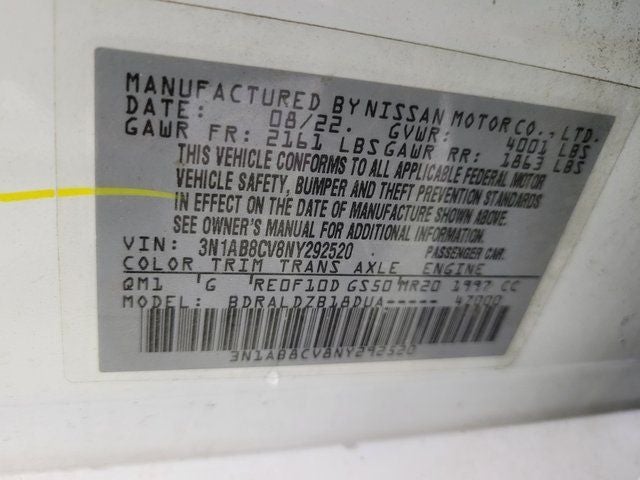 MANUFACTURED BY NISSAN MOTOR CO., LTD.
DATE: 08/22. GVWR: 4001 LBS
GAWR FR: 2161 LBS GAWR RR: 1863 LBS
THIS VEHICLE CONFORMS TO ALL APPLICABLE FEDERAL MOTOR
VEHICLE SAFETY, BUMPER AND THEFT PREVENTION STANDARDS
IN EFFECT ON THE DATE OF MANUFACTURE SHOWN ABOVE.
SEE OWNER'S MANUAL FOR ADDITIONAL INFORMATION
VIN: 3N1AB8CV8NY292520 PASSENGER CAR.
COLOR TRIM TRANS AXLE ENGINE
QM1 G RE0F10D GS50 MR20 1997 CC
MODEL: BDRALDZB18DUA----- 47000
3N1AB8CV8NY292520